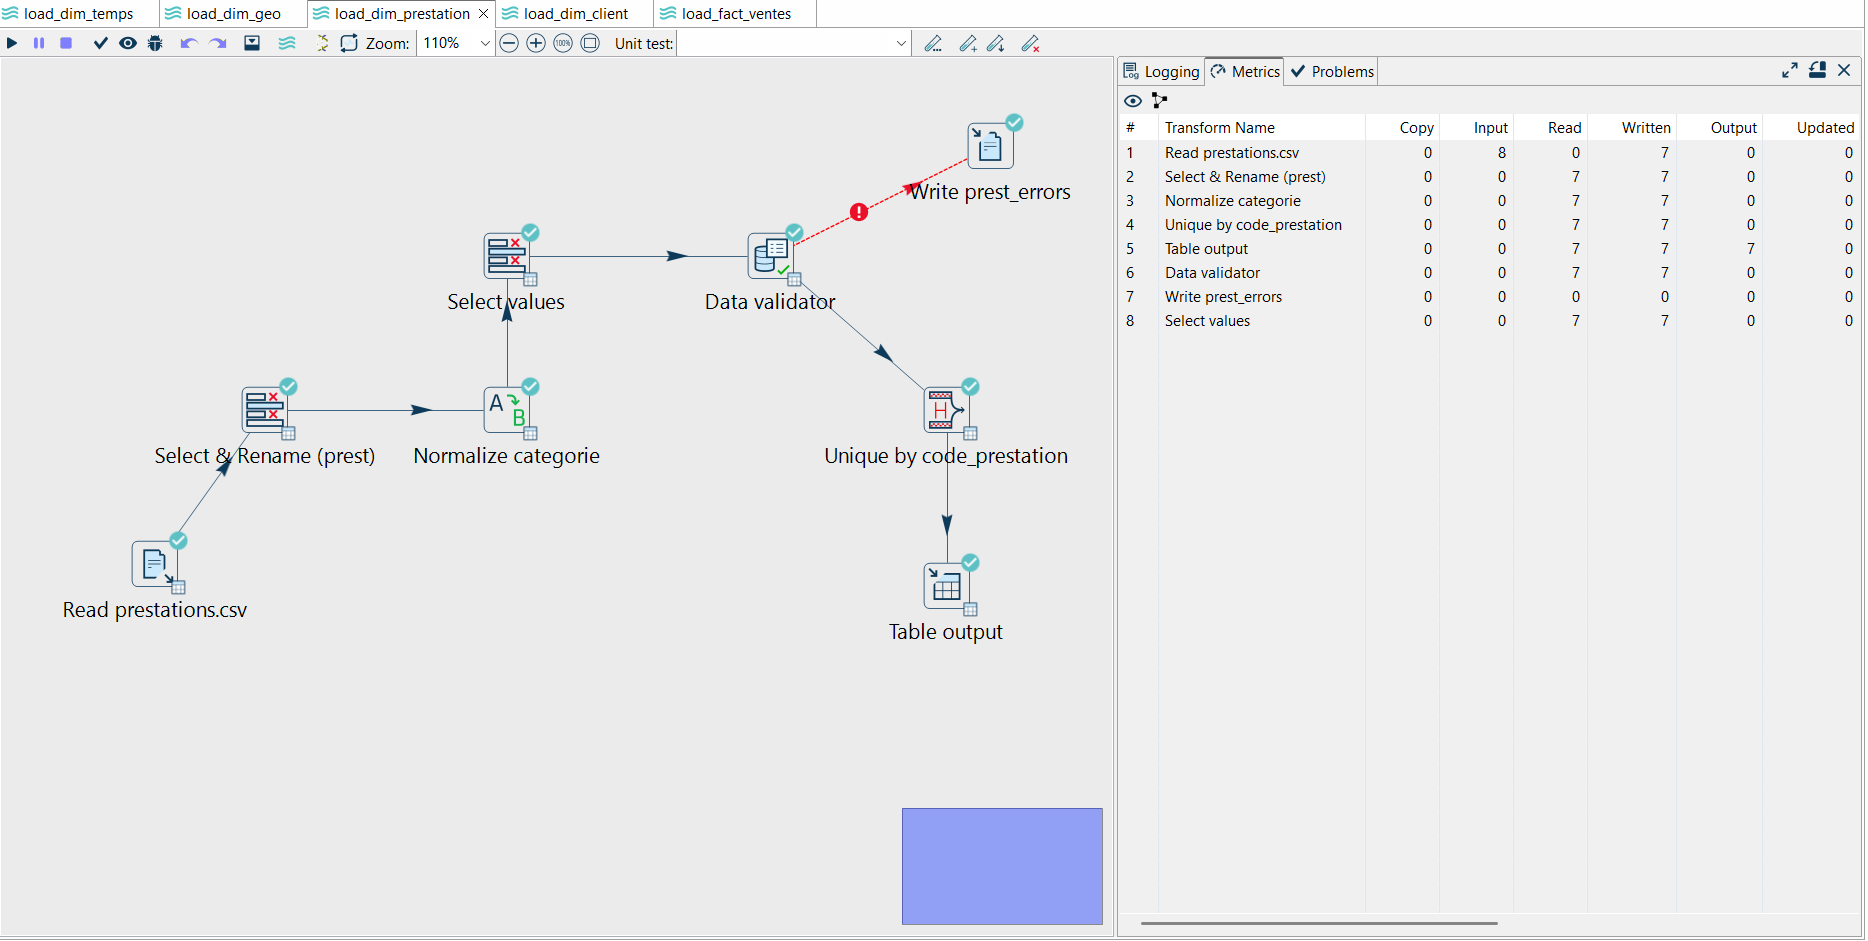 load_dim_temps load_dim_geo load_dim_prestation load_dim_client load_fact_ventes
Zoom: 110% 100% Unit test:
Logging Metrics Problems
# Transform Name Copy Input Read Written Output Updated
1 Read prestations.csv 0 8 0 7 0 0
2 Select & Rename (prest) 0 0 7 7 0 0
3 Normalize categorie 0 0 7 7 0 0
4 Unique by code_prestation 0 0 7 7 0 0
5 Table output 0 0 7 7 7 0
6 Data validator 0 0 7 7 0 0
7 Write prest_errors 0 0 0 0 0 0
8 Select values 0 0 7 7 0 0
Write prest_errors
Select values
Data validator
A
B
H
Select & Rename (prest)
Normalize categorie
Unique by code_prestation
Read prestations.csv
Table output